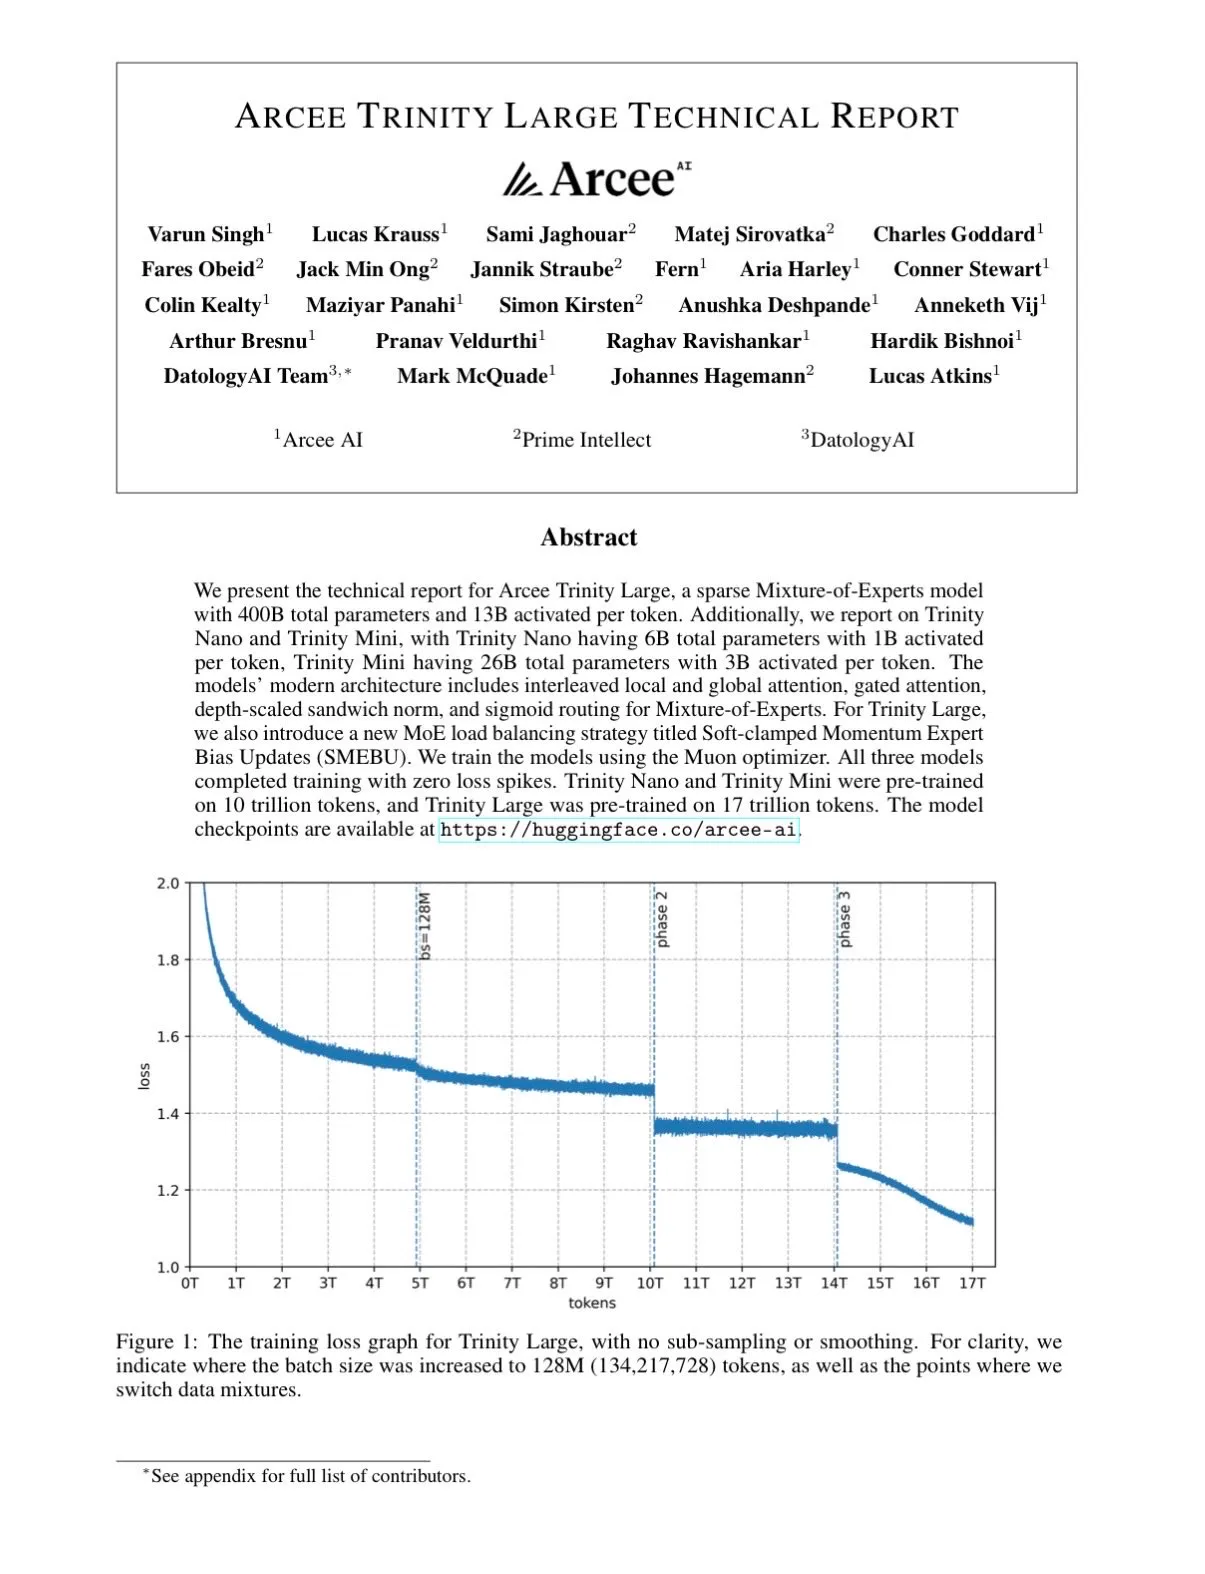 ARCEE TRINITY LARGE TECHNICAL REPORT
Arcee AI
Varun Singh¹ Lucas Krauss¹ Sami Jaghouar² Matej Sirovatka² Charles Goddard¹
Fares Obeid² Jack Min Ong² Jannik Straube² Fern¹ Aria Harley¹ Conner Stewart¹
Colin Kealty¹ Maziyar Panahi¹ Simon Kirsten² Anushka Deshpande¹ Anneketh Vij¹
Arthur Bresnu¹ Pranav Veldurthi¹ Raghav Ravishankar¹ Hardik Bishnoi¹
DatologyAI Team³,* Mark McQuade¹ Johannes Hagemann² Lucas Atkins¹
¹Arcee AI ²Prime Intellect ³DatologyAI
Abstract
We present the technical report for Arcee Trinity Large, a sparse Mixture-of-Experts model
with 400B total parameters and 13B activated per token. Additionally, we report on Trinity
Nano and Trinity Mini, with Trinity Nano having 6B total parameters with 1B activated
per token, Trinity Mini having 26B total parameters with 3B activated per token. The
models' modern architecture includes interleaved local and global attention, gated attention,
depth-scaled sandwich norm, and sigmoid routing for Mixture-of-Experts. For Trinity Large,
we also introduce a new MoE load balancing strategy titled Soft-clamped Momentum Expert
Bias Updates (SMEBU). We train the models using the Muon optimizer. All three models
completed training with zero loss spikes. Trinity Nano and Trinity Mini were pre-trained
on 10 trillion tokens, and Trinity Large was pre-trained on 17 trillion tokens. The model
checkpoints are available at https://huggingface.co/arcee-ai.
2.0
1.8
1.6
1.4
1.2
1.0
loss
bs=128M
phase 2
phase 3
0T 1T 2T 3T 4T 5T 6T 7T 8T 9T 10T 11T 12T 13T 14T 15T 16T 17T
tokens
Figure 1: The training loss graph for Trinity Large, with no sub-sampling or smoothing. For clarity, we
indicate where the batch size was increased to 128M (134,217,728) tokens, as well as the points where we
switch data mixtures.
*See appendix for full list of contributors.